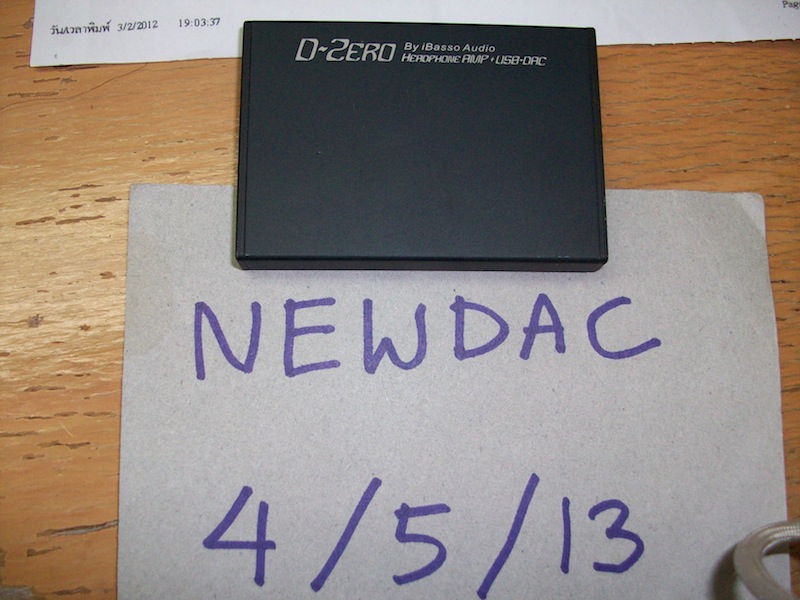 วัน/เวลาพิมพ์ 3/2/2012 19:03:37
D~ZERO By iBasso Audio
HEADPHONE AMP + USB-DAC
NEWDAC
4/5/13